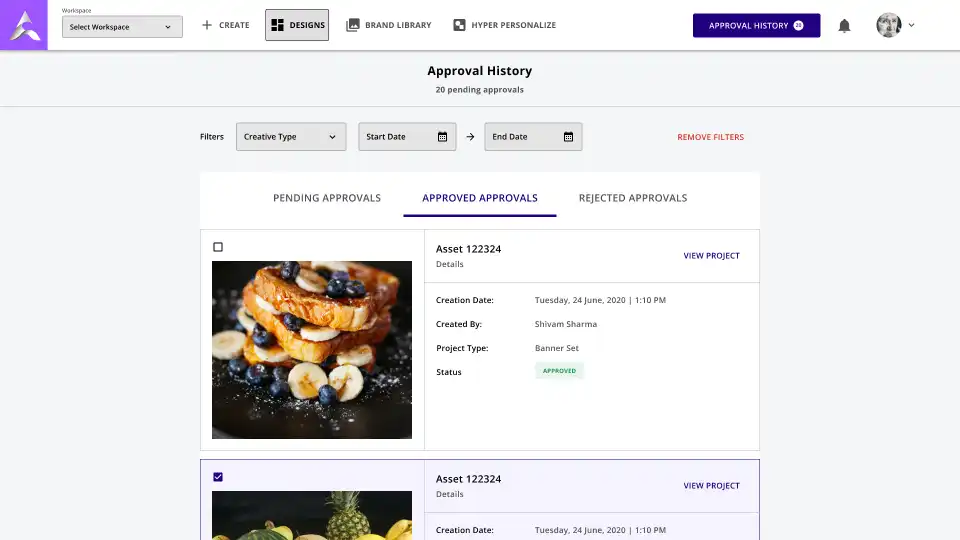 Workspace
Select Workspace
CREATE
DESIGNS
BRAND LIBRARY
HYPER PERSONALIZE
APPROVAL HISTORY 20
Approval History
20 pending approvals
Filters
Creative Type
Start Date
End Date
REMOVE FILTERS
PENDING APPROVALS
APPROVED APPROVALS
REJECTED APPROVALS
Asset 122324
Details
VIEW PROJECT
Creation Date: Tuesday, 24 June, 2020 | 1:10 PM
Created By: Shivam Sharma
Project Type: Banner Set
Status APPROVED
Asset 122324
Details
VIEW PROJECT
Creation Date: Tuesday, 24 June, 2020 | 1:10 PM